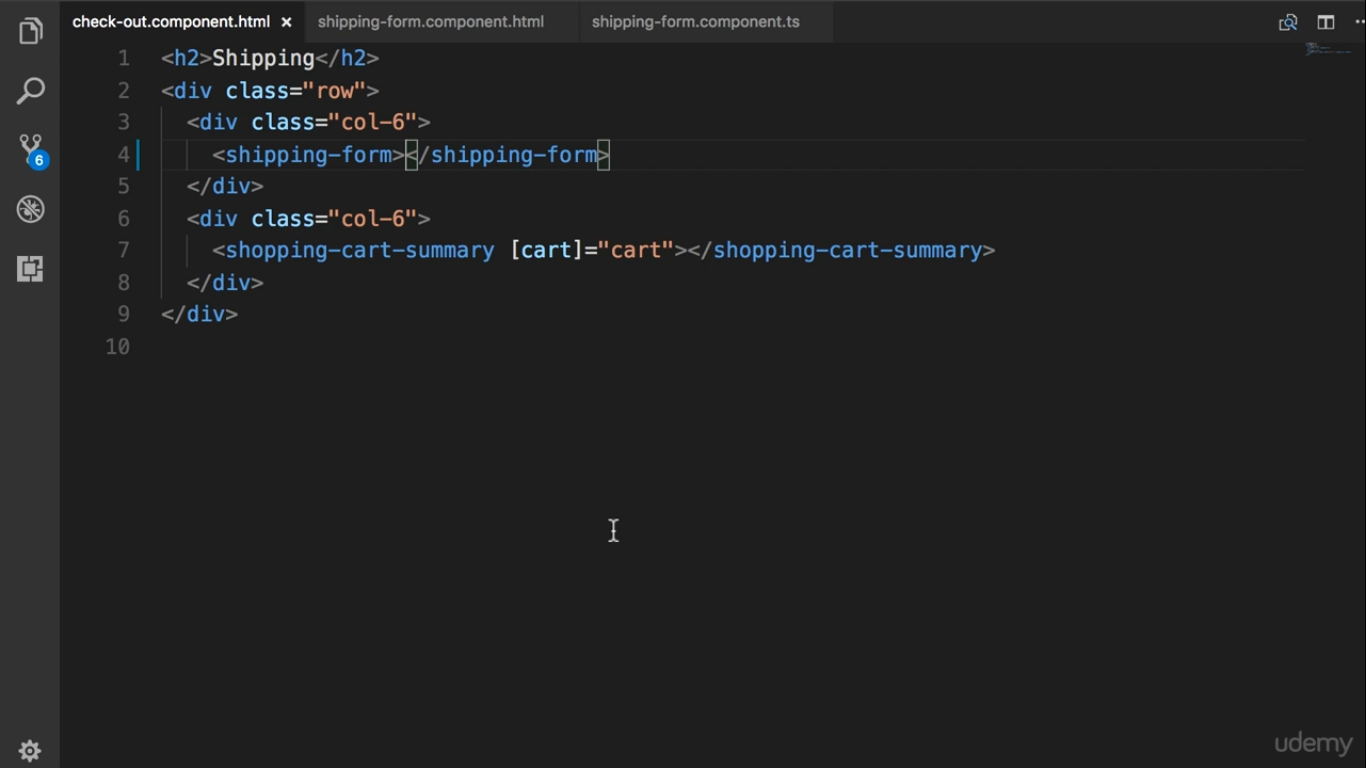 check-out.component.html × shipping-form.component.html shipping-form.component.ts
1 <h2>Shipping</h2>
2 <div class="row">
3 <div class="col-6">
4 <shipping-form></shipping-form>
5 </div>
6 <div class="col-6">
7 <shopping-cart-summary [cart]="cart"></shopping-cart-summary>
8 </div>
9 </div>
10
6
udemy